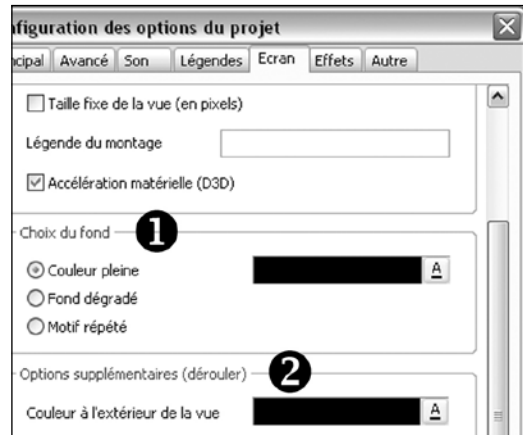 nfiguration des options du projet
ncipal Avancé Son Légendes Ecran Effets Autre
Taille fixe de la vue (en pixels)
Légende du montage
Accélération matérielle (D3D)
Choix du fond 1
Couleur pleine A
Fond dégradé
Motif répété
Options supplémentaires (dérouler) 2
Couleur à l'extérieur de la vue A